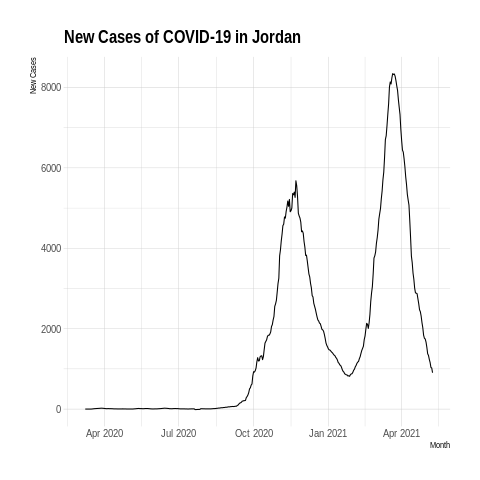 New Cases of COVID-19 in Jordan
New Cases
8000
6000
4000
2000
0
Apr 2020 Jul 2020 Oct 2020 Jan 2021 Apr 2021
Month